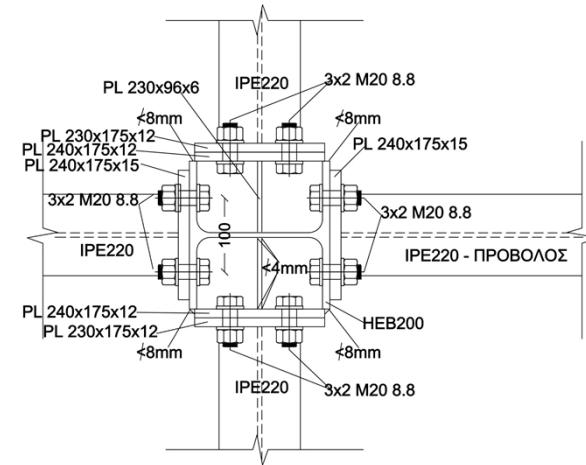 IPE220
3x2 M20 8.8
PL 230x96x6
≮8mm
≮8mm
PL 230x175x12
PL 240x175x12
PL 240x175x15
PL 240x175x15
3x2 M20 8.8
3x2 M20 8.8
100
IPE220
IPE220 - ΠΡΟΒΟΛΟΣ
≮4mm
PL 240x175x12
PL 230x175x12
HEB200
≮8mm
≮8mm
IPE220
3x2 M20 8.8